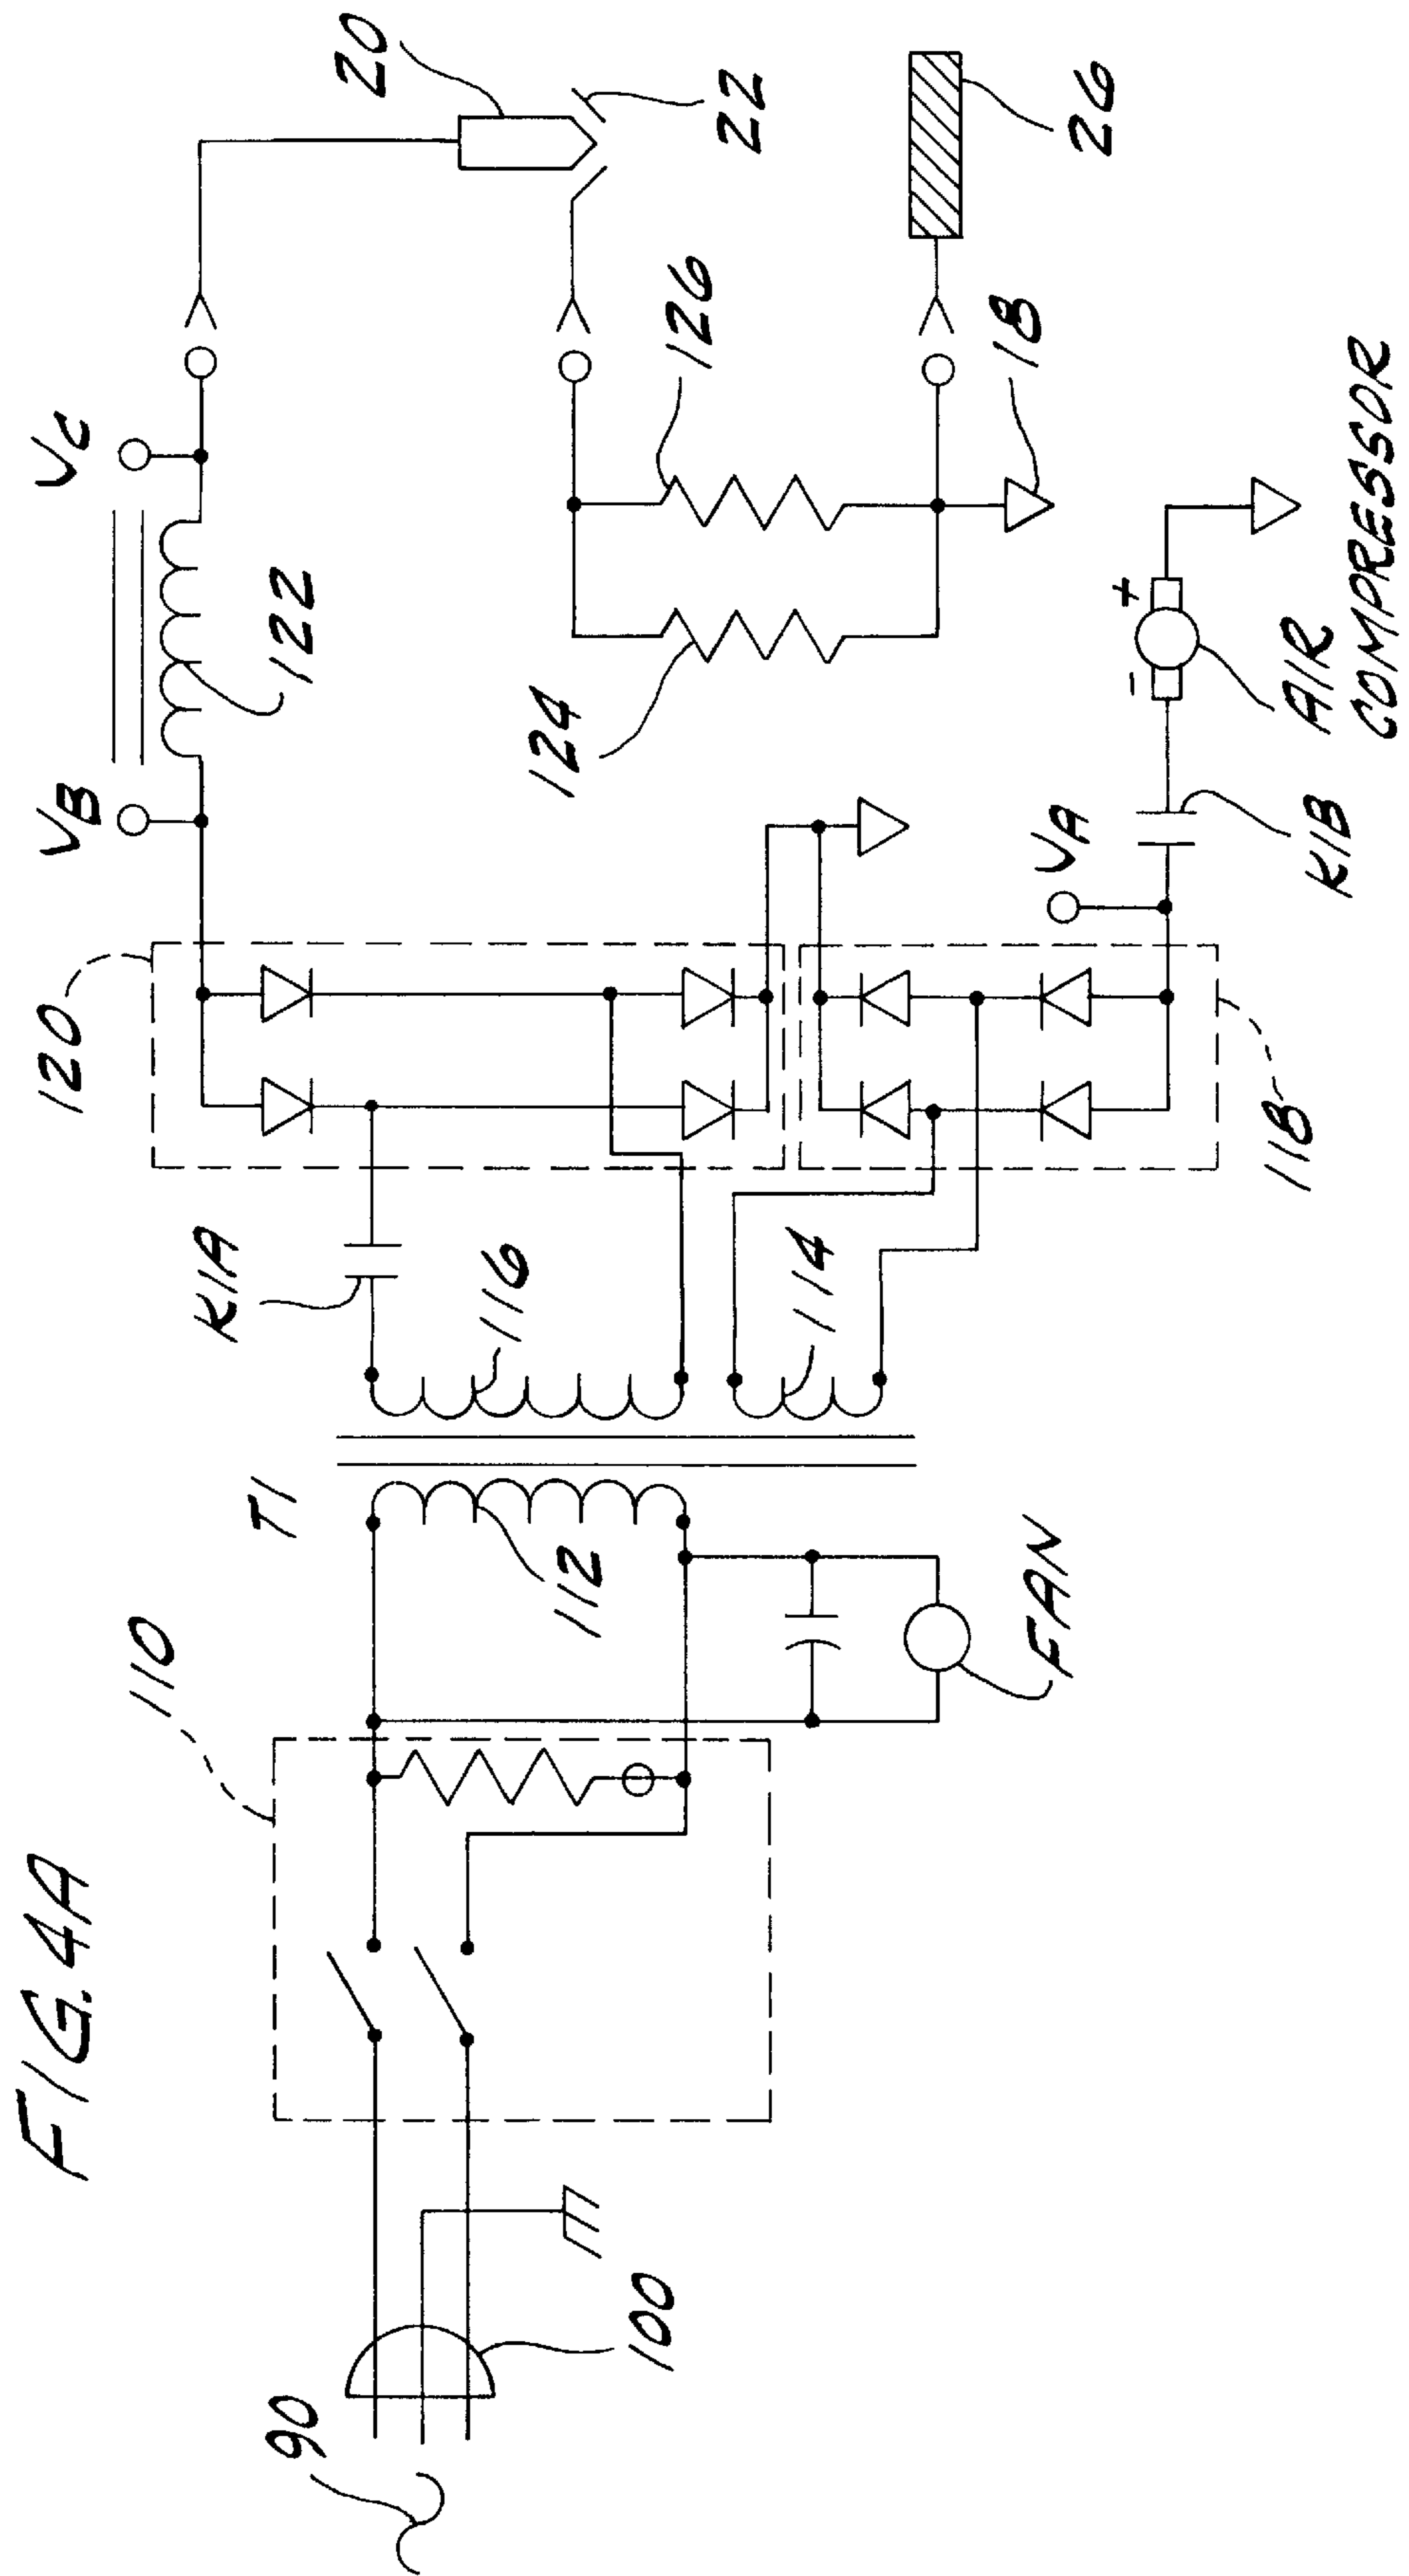 FIG. 4A
90
100
110
T1
112
FAN
K1A
116
114
120
118
VB
VC
122
VA
K1B
124
126
18
20
22
26
AIR
COMPRESSOR
+
-